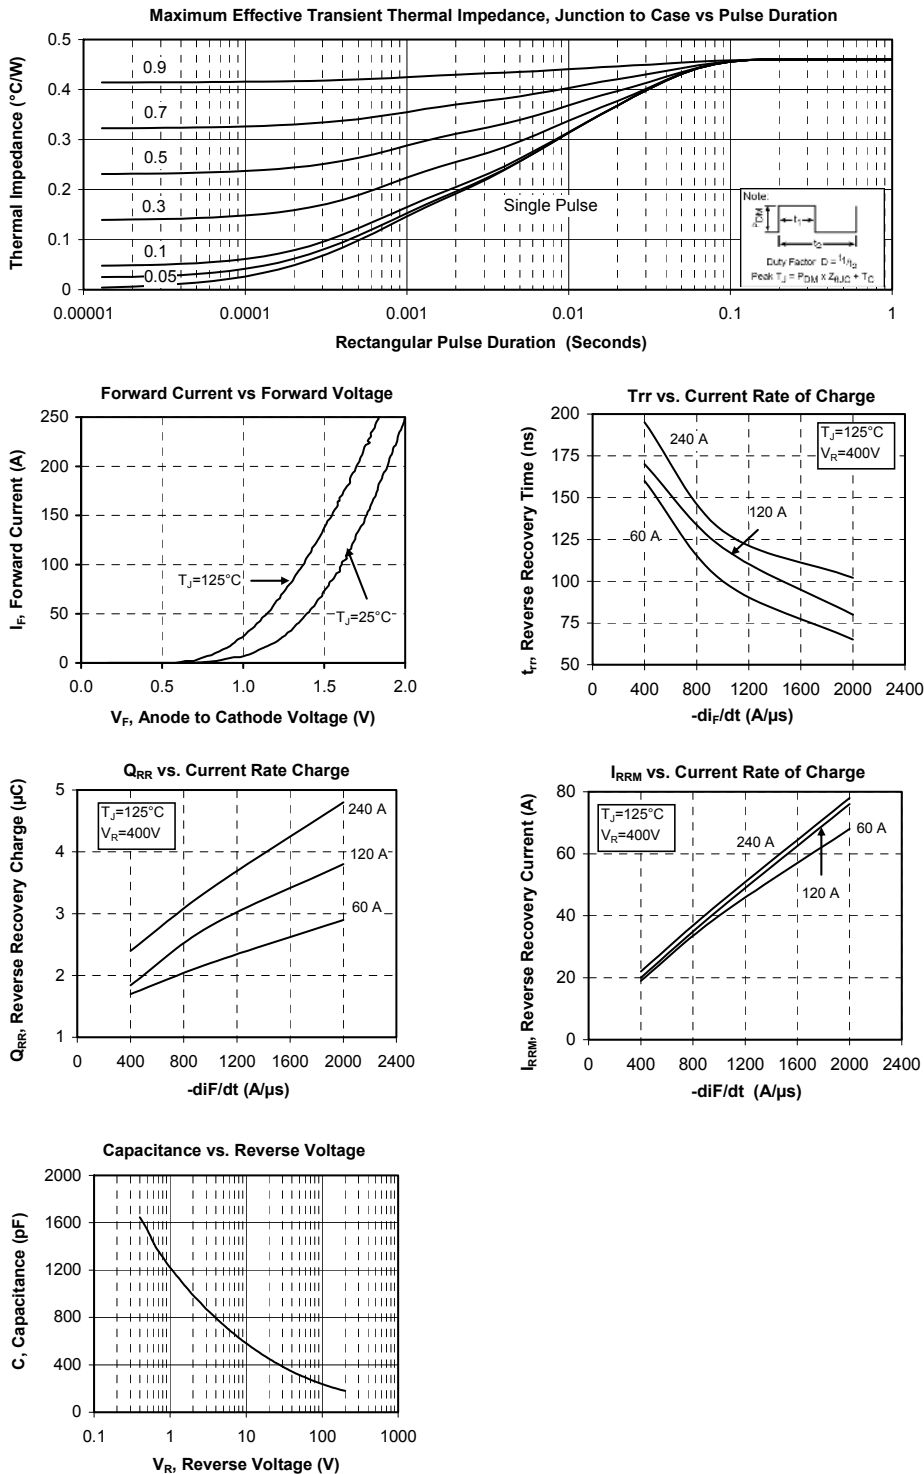 Maximum Effective Transient Thermal Impedance, Junction to Case vs Pulse Duration
Thermal Impedance (°C/W)
0.5
0.4
0.3
0.2
0.1
0
0.9
0.7
0.5
0.3
0.1
0.05
Single Pulse
Note:
PDM
t1
t2
Duty Factor D = t1/t2
Peak TJ = PDM x ZθJC + TC
0.00001
0.0001
0.001
0.01
0.1
1
Rectangular Pulse Duration (Seconds)
Forward Current vs Forward Voltage
IF, Forward Current (A)
250
200
150
100
50
0
TJ=125°C
TJ=25°C
0.0
0.5
1.0
1.5
2.0
VF, Anode to Cathode Voltage (V)
Trr vs. Current Rate of Charge
trr, Reverse Recovery Time (ns)
200
175
150
125
100
75
50
240 A
120 A
60 A
TJ=125°C
VR=400V
0
400
800
1200
1600
2000
2400
-diF/dt (A/µs)
QRR vs. Current Rate Charge
QRR, Reverse Recovery Charge (µC)
5
4
3
2
1
TJ=125°C
VR=400V
240 A
120 A
60 A
0
400
800
1200
1600
2000
2400
-diF/dt (A/µs)
IRRM vs. Current Rate of Charge
IRRM, Reverse Recovery Current (A)
80
60
40
20
0
TJ=125°C
VR=400V
240 A
60 A
120 A
0
400
800
1200
1600
2000
2400
-diF/dt (A/µs)
Capacitance vs. Reverse Voltage
C, Capacitance (pF)
2000
1600
1200
800
400
0
0.1
1
10
100
1000
VR, Reverse Voltage (V)